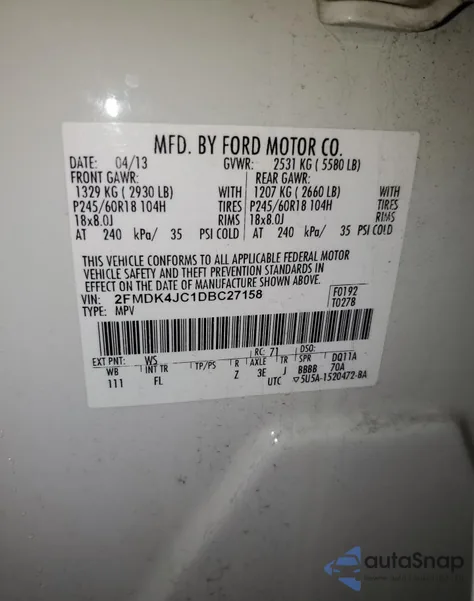 MFD. BY FORD MOTOR CO.
DATE: 04/13 GVWR: 2531 KG ( 5580 LB)
FRONT GAWR: REAR GAWR:
1329 KG ( 2930 LB) WITH 1207 KG ( 2660 LB) WITH
P245/60R18 104H TIRES P245/60R18 104H TIRES
18x8.0J RIMS 18x8.0J RIMS
AT 240 kPa/ 35 PSI COLD AT 240 kPa/ 35 PSI COLD
THIS VEHICLE CONFORMS TO ALL APPLICABLE FEDERAL MOTOR
VEHICLE SAFETY AND THEFT PREVENTION STANDARDS IN
EFFECT ON THE DATE OF MANUFACTURE SHOWN ABOVE.
VIN: 2FMDK4JC1DBC27158 F0192
TYPE: MPV T0278
EXT PNT: WS RC: 71 DSO:
WB INT TR TP/PS R AXLE TR SPR DQ11A
111 FL Z 3E J BBBB 70A
UTC ▽5U5A-1520472-BA
autaSnap